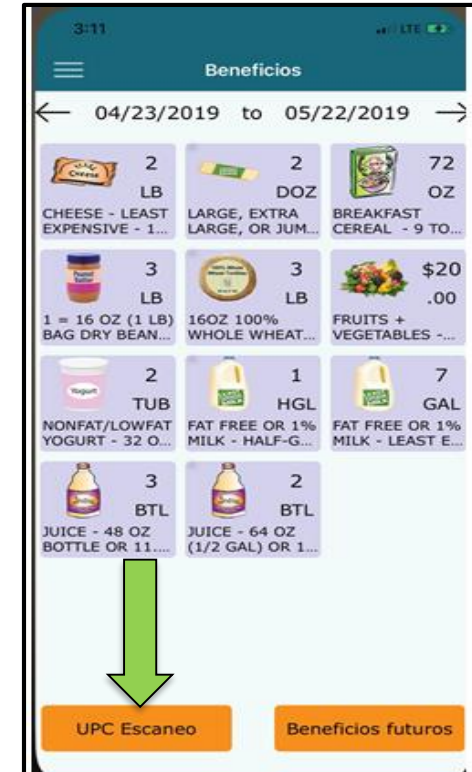 3:11
LTE
Beneficios
04/23/2019 to 05/22/2019
2
LB
CHEESE - LEAST
EXPENSIVE - 1...
2
DOZ
LARGE, EXTRA
LARGE, OR JUM...
72
OZ
BREAKFAST
CEREAL - 9 TO...
3
LB
1 = 16 OZ (1 LB)
BAG DRY BEAN...
3
LB
16OZ 100%
WHOLE WHEAT...
$20
.00
FRUITS +
VEGETABLES -...
2
TUB
NONFAT/LOWFAT
YOGURT - 32 O...
1
HGL
FAT FREE OR 1%
MILK - HALF-G...
7
GAL
FAT FREE OR 1%
MILK - LEAST E...
3
BTL
JUICE - 48 OZ
BOTTLE OR 11....
2
BTL
JUICE - 64 OZ
(1/2 GAL) OR 1...
UPC Escaneo
Beneficios futuros